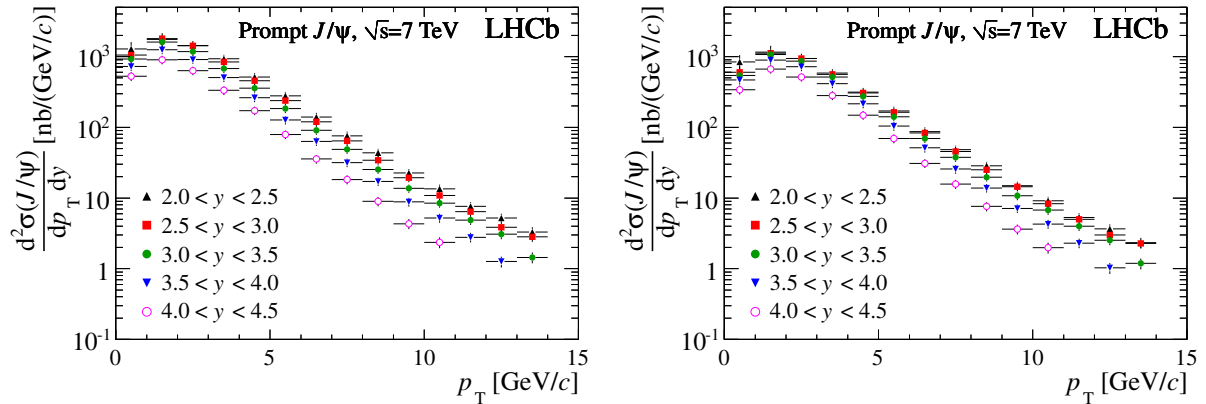 Prompt J/ψ, √s=7 TeV LHCb
d²σ(J/ψ)/dp_T dy [nb/(GeV/c)]
10³
10²
10
1
10⁻¹
2.0 < y < 2.5
2.5 < y < 3.0
3.0 < y < 3.5
3.5 < y < 4.0
4.0 < y < 4.5
0 5 10 15
p_T [GeV/c]
Prompt J/ψ, √s=7 TeV LHCb
d²σ(J/ψ)/dp_T dy [nb/(GeV/c)]
10³
10²
10
1
10⁻¹
2.0 < y < 2.5
2.5 < y < 3.0
3.0 < y < 3.5
3.5 < y < 4.0
4.0 < y < 4.5
0 5 10 15
p_T [GeV/c]